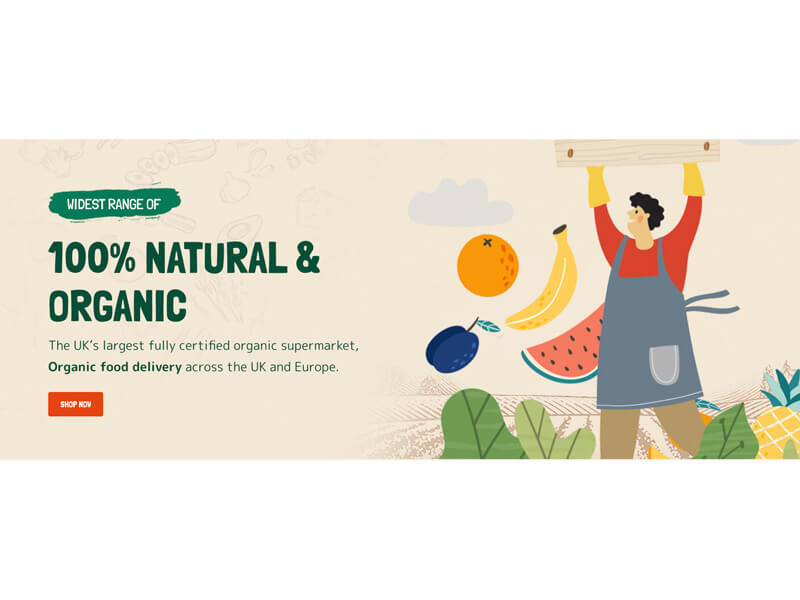 WIDEST RANGE OF
100% NATURAL &
ORGANIC
The UK's largest fully certified organic supermarket,
Organic food delivery across the UK and Europe.
SHOP NOW